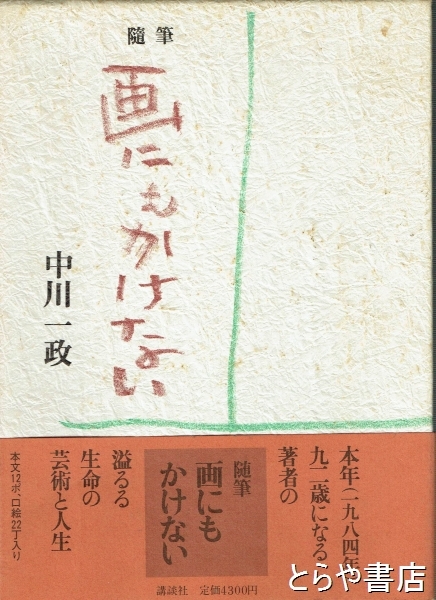 随筆
画にもかけない
中川一政
本年(一九八四年
九二歳になる
著者の
随筆
画にも
かけない
溢るる
生命の
芸術と人生
本文12ポ、口絵22丁入り
講談社 定価4300円
とらや書店